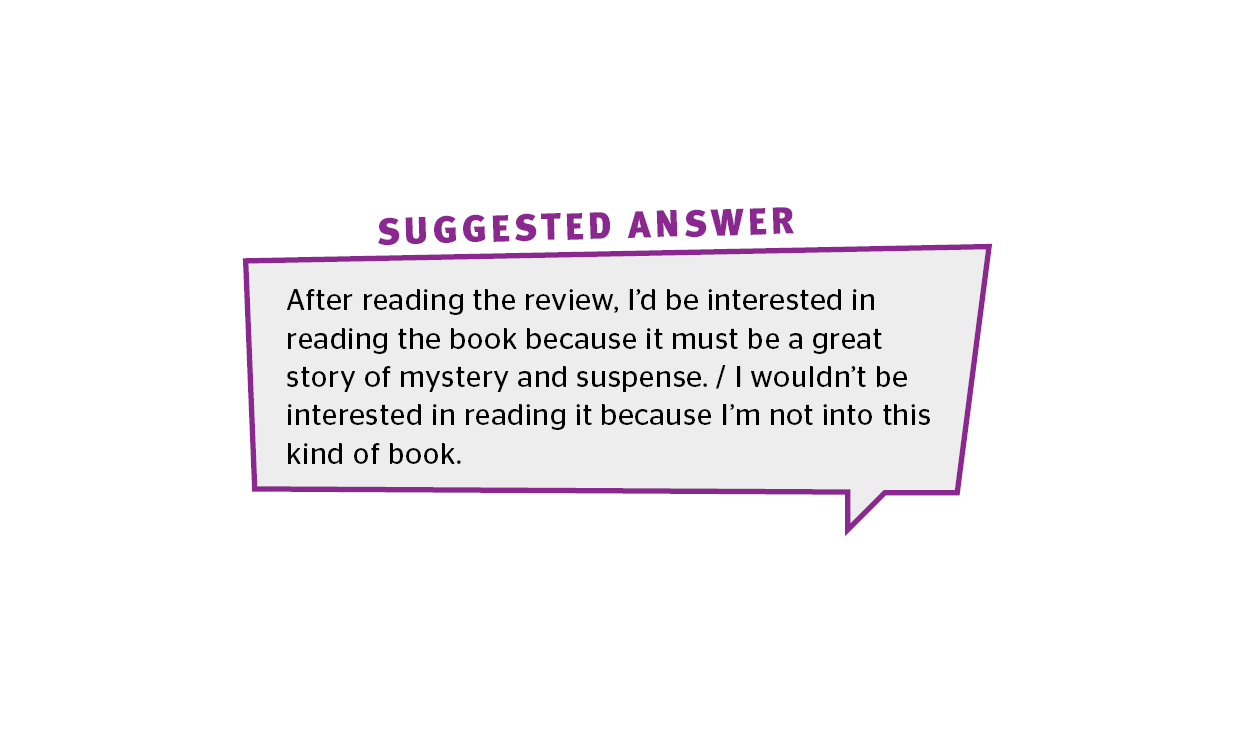 SUGGESTED ANSWER
After reading the review, I’d be interested in
reading the book because it must be a great
story of mystery and suspense. / I wouldn’t be
interested in reading it because I’m not into this
kind of book.